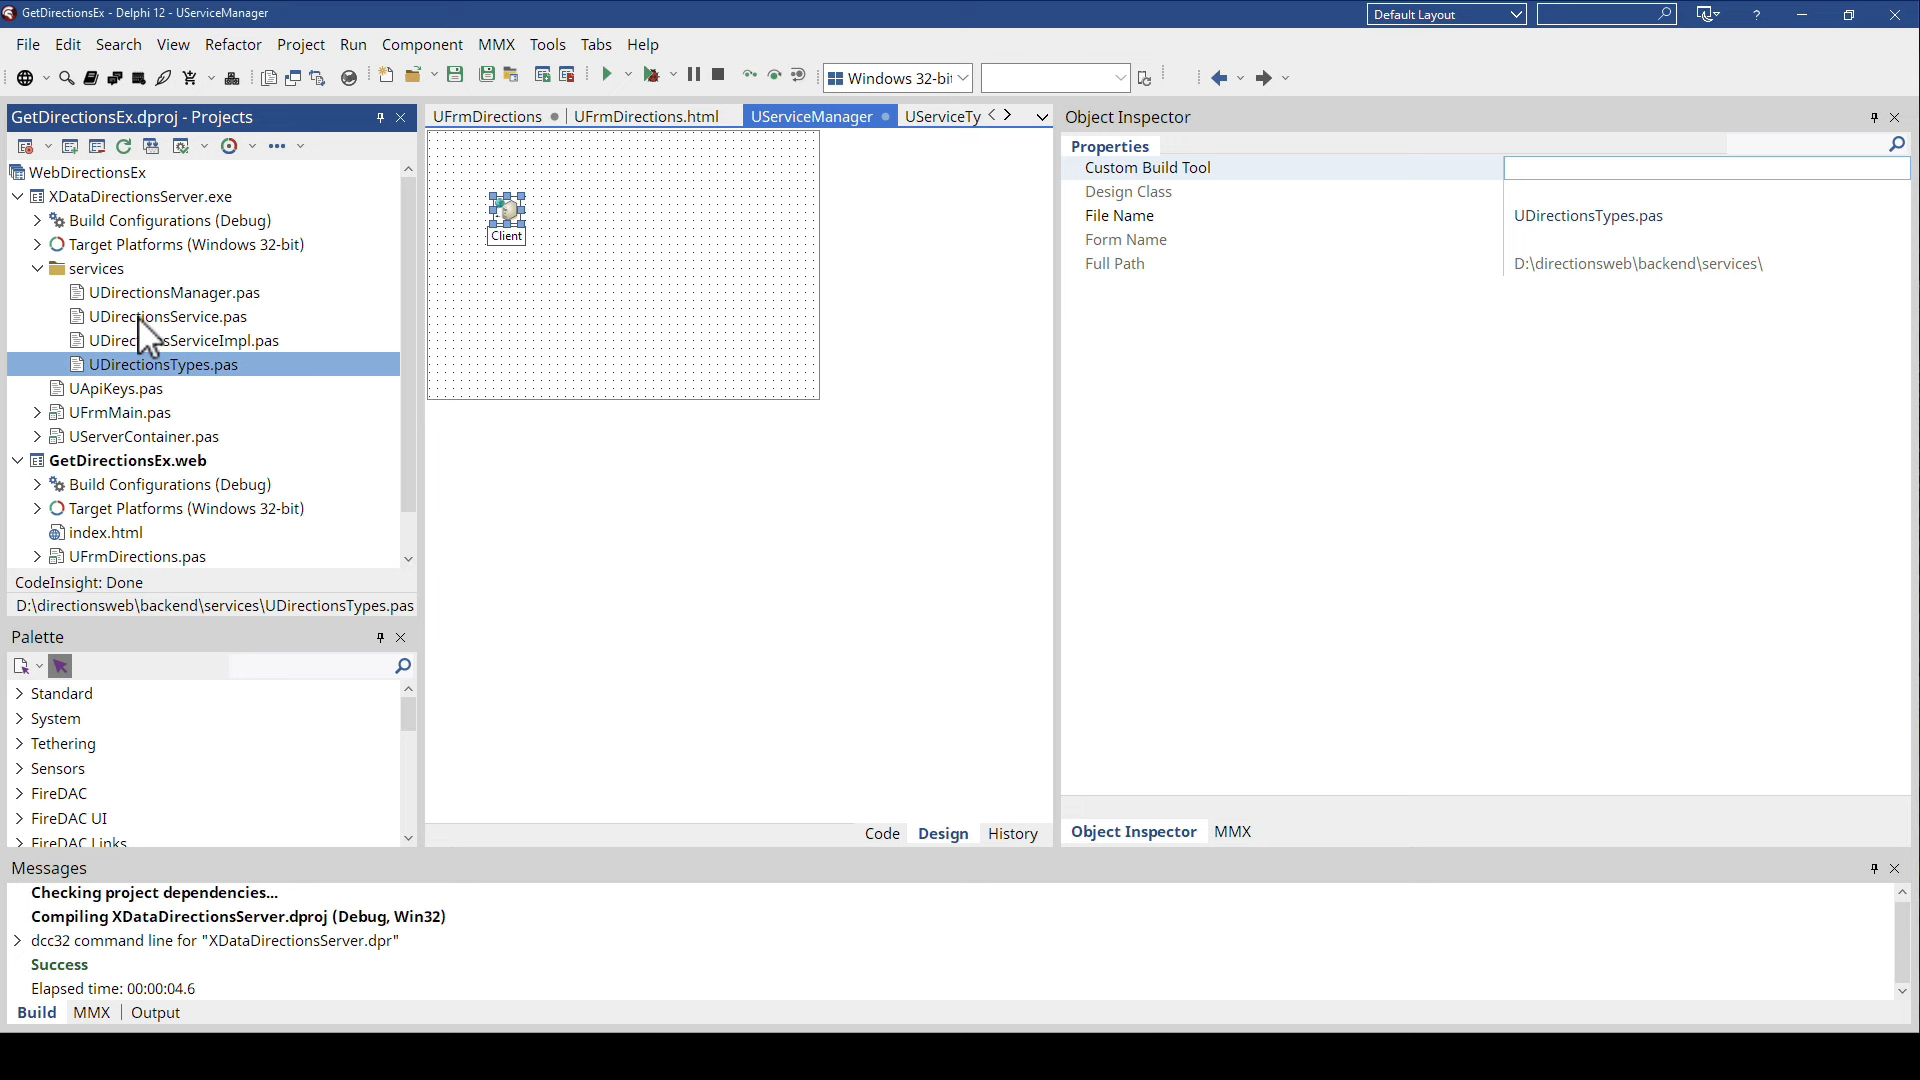 GetDirectionsEx - Delphi 12 - UServiceManager
Default Layout
?
File Edit Search View Refactor Project Run Component MMX Tools Tabs Help
Windows 32-bit
GetDirectionsEx.dproj - Projects
WebDirectionsEx
XDataDirectionsServer.exe
Build Configurations (Debug)
Target Platforms (Windows 32-bit)
services
UDirectionsManager.pas
UDirectionsService.pas
UDirectionsServiceImpl.pas
UDirectionsTypes.pas
UApiKeys.pas
UFrmMain.pas
UServerContainer.pas
GetDirectionsEx.web
Build Configurations (Debug)
Target Platforms (Windows 32-bit)
index.html
UFrmDirections.pas
CodeInsight: Done
D:\directionsweb\backend\services\UDirectionsTypes.pas
Palette
Standard
System
Tethering
Sensors
FireDAC
FireDAC UI
FireDAC Links
UFrmDirections UFrmDirections.html UServiceManager UServiceTy
Client
Code Design History
Object Inspector
Properties
Custom Build Tool
Design Class
File Name UDirectionsTypes.pas
Form Name
Full Path D:\directionsweb\backend\services\
Object Inspector MMX
Messages
Checking project dependencies...
Compiling XDataDirectionsServer.dproj (Debug, Win32)
dcc32 command line for "XDataDirectionsServer.dpr"
Success
Elapsed time: 00:00:04.6
Build MMX Output